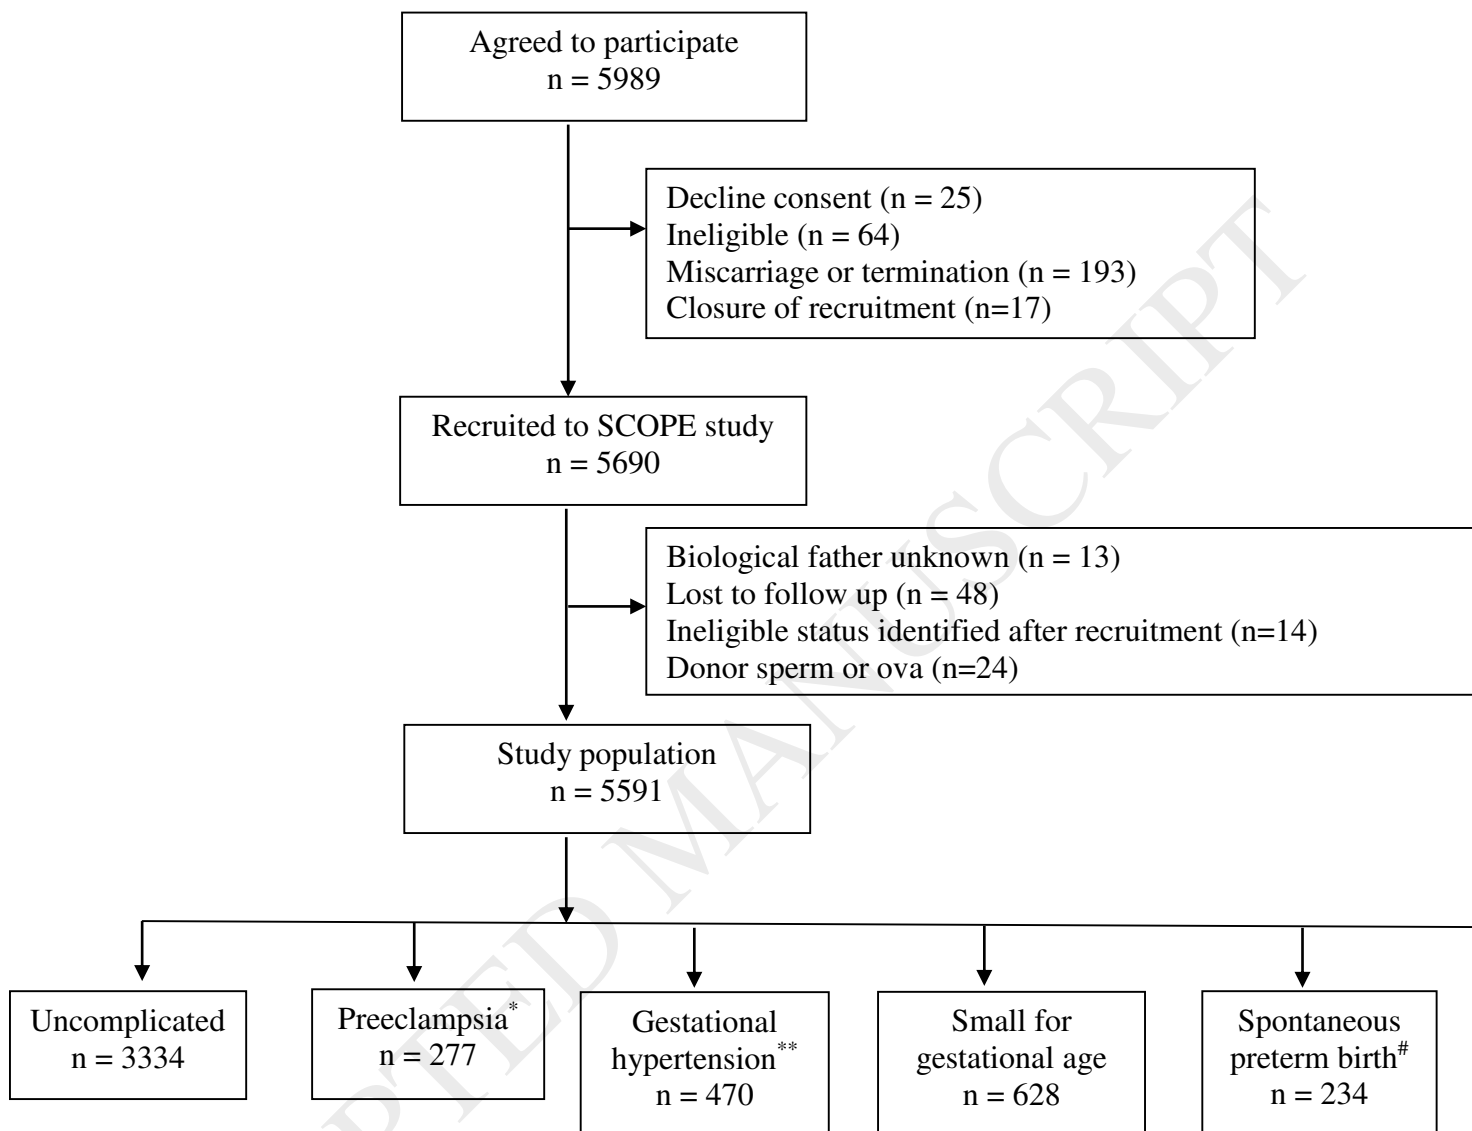 Agreed to participate
n = 5989
Decline consent (n = 25)
Ineligible (n = 64)
Miscarriage or termination (n = 193)
Closure of recruitment (n=17)
Recruited to SCOPE study
n = 5690
Biological father unknown (n = 13)
Lost to follow up (n = 48)
Ineligible status identified after recruitment (n=14)
Donor sperm or ova (n=24)
Study population
n = 5591
Uncomplicated
n = 3334
Preeclampsia*
n = 277
Gestational
hypertension**
n = 470
Small for
gestational age
n = 628
Spontaneous
preterm birth#
n = 234
PTED MANUSCRIPT